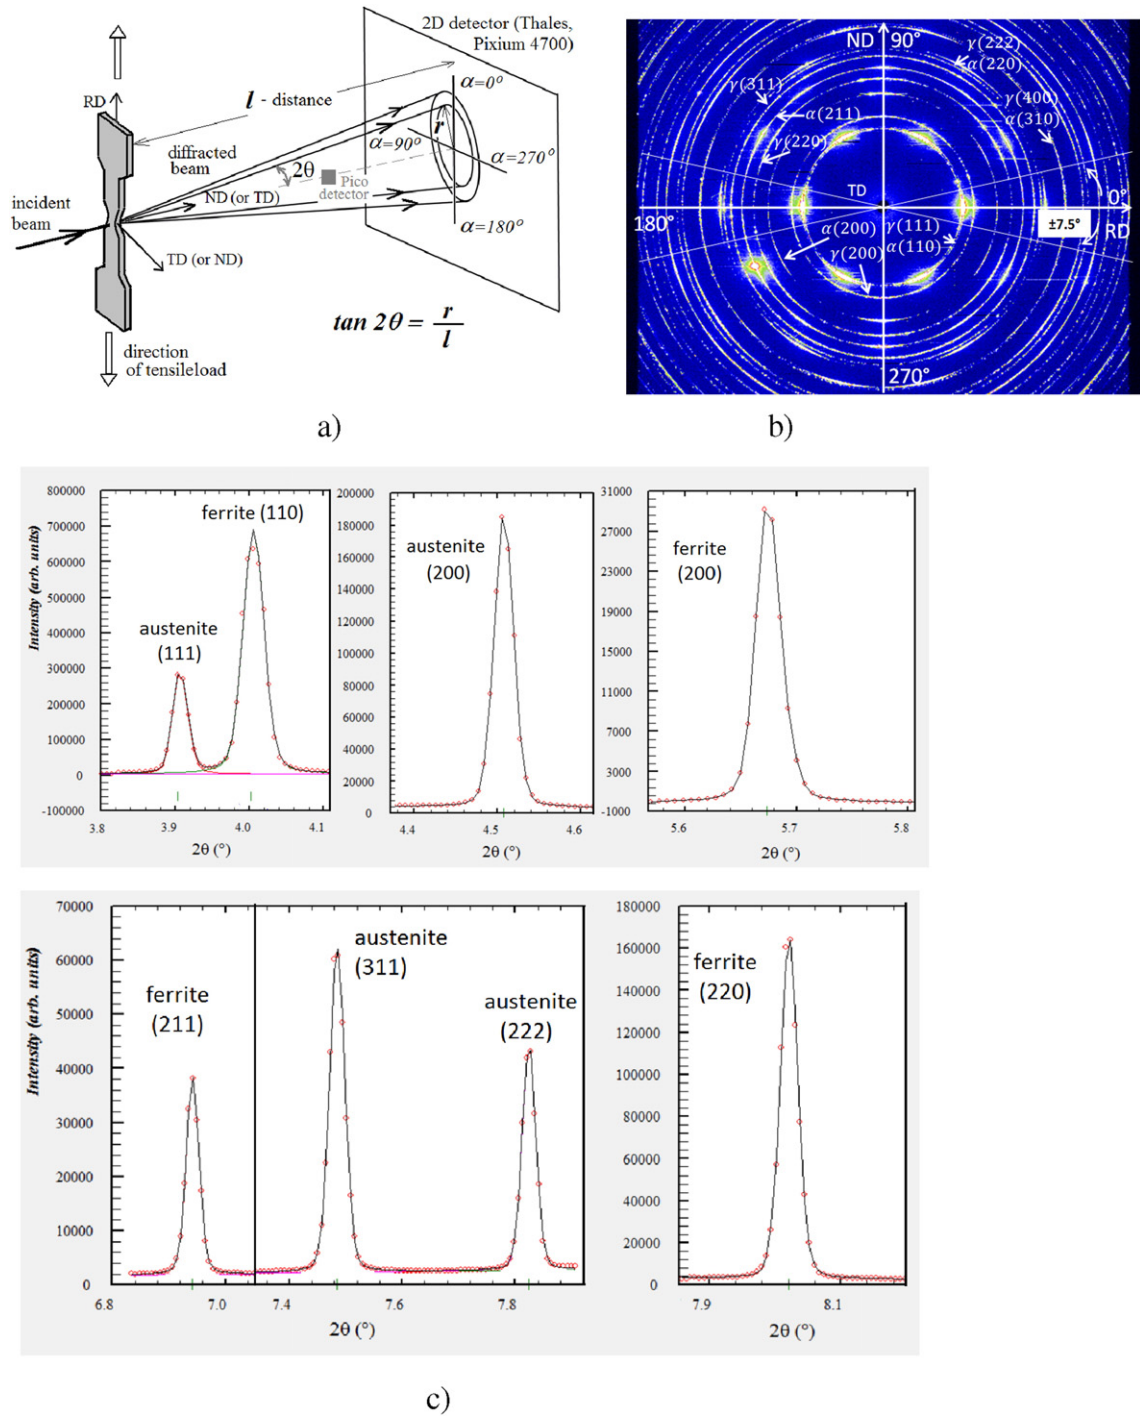 2D detector (Thales,
Pixium 4700)
RD
l - distance
α=0°
r
diffracted
beam
α=90°
2θ
α=270°
Pico
detector
ND (or TD)
incident
beam
α=180°
TD (or ND)
tan 2θ = r
l
direction
of tensileload
a)
ND 90°
γ(222)
α(220)
γ(311)
γ(400)
α(310)
α(211)
γ(220)
TD
0°
180°
RD
±7.5°
α(200)
γ(111)
α(110)
γ(200)
270°
b)
Intensity (arb. units)
800000
700000
600000
500000
400000
300000
200000
100000
0
-100000
ferrite (110)
austenite
(111)
3.8 3.9 4.0 4.1
2θ (°)
200000
180000
160000
140000
120000
100000
80000
60000
40000
20000
0
austenite
(200)
4.4 4.5 4.6
2θ (°)
31000
27000
23000
19000
15000
11000
7000
3000
-1000
ferrite
(200)
5.6 5.7 5.8
2θ (°)
Intensity (arb. units)
70000
60000
50000
40000
30000
20000
10000
0
ferrite
(211)
austenite
(311)
austenite
(222)
6.8 7.0 7.4 7.6 7.8
2θ (°)
180000
160000
140000
120000
100000
80000
60000
40000
20000
0
ferrite
(220)
7.9 8.1
2θ (°)
c)